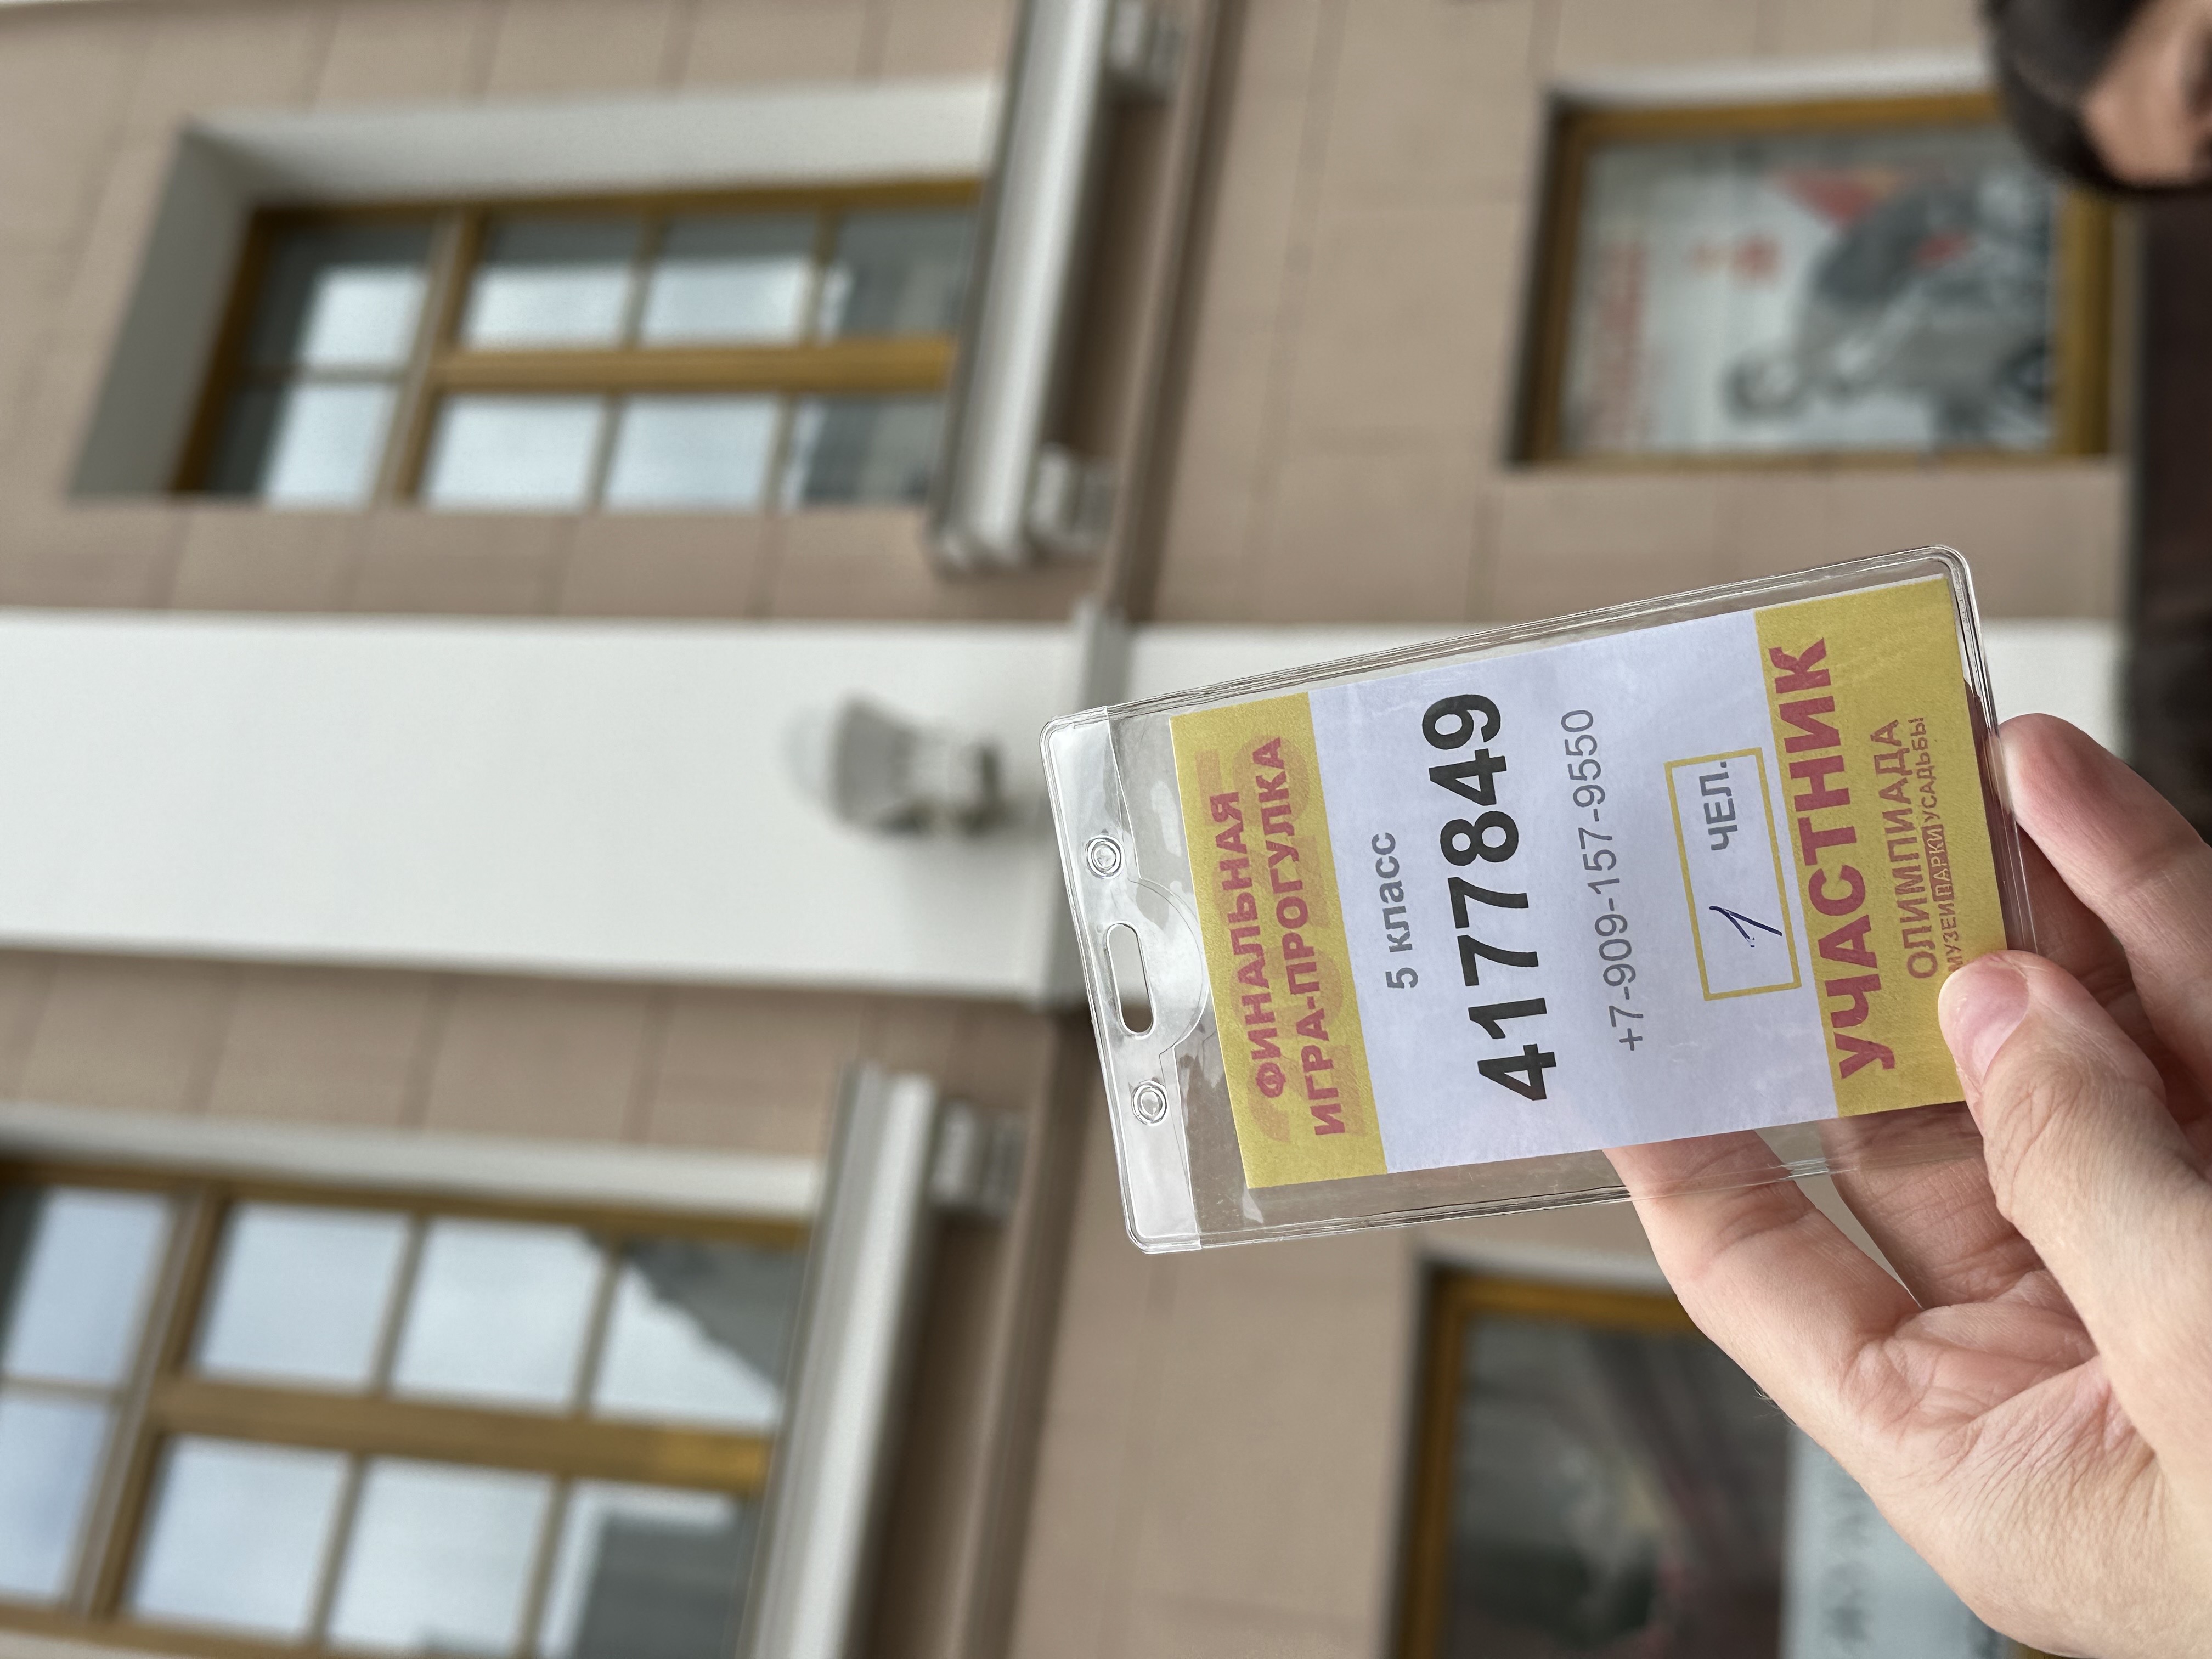 ФИНАЛЬНАЯ
ИГРА-ПРОГУЛКА
5 класс
4177849
+7-909-157-9550
1 ЧЕЛ.
УЧАСТНИК
ОЛИМПИАДА
МУЗЕИ ПАРКИ УСАДЬБЫ